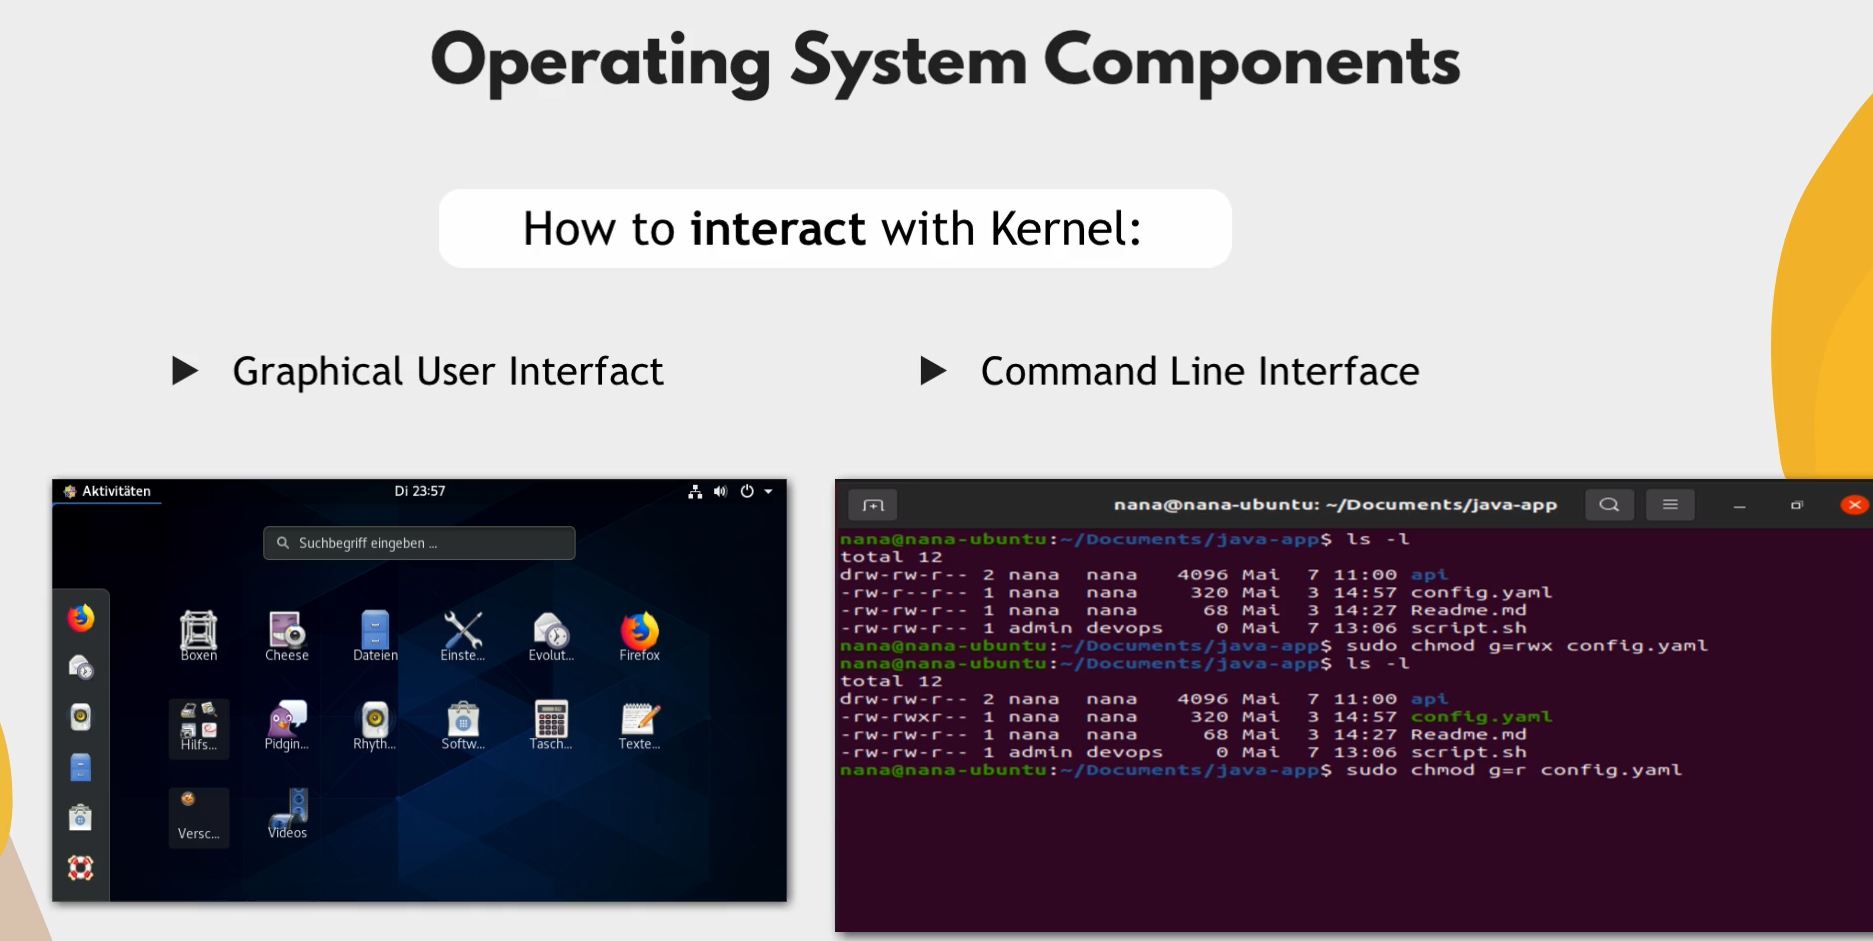 Operating System Components
How to interact with Kernel:
Graphical User Interfact
Command Line Interface
Aktivitäten
Di 23:57
Suchbegriff eingeben ...
Boxen
Cheese
Dateien
Einste...
Evolut...
Firefox
Hilfs...
Pidgin...
Rhyth...
Softw...
Tasch...
Texte...
Versc...
Videos
nana@nana-ubuntu: ~/Documents/java-app
nana@nana-ubuntu:~/Documents/java-app$ ls -l
total 12
drw-rw-r-- 2 nana nana 4096 Mai 7 11:00 api
-rw-r--r-- 1 nana nana 320 Mai 3 14:57 config.yaml
-rw-rw-r-- 1 nana nana 68 Mai 3 14:27 Readme.md
-rw-rw-r-- 1 admin devops 0 Mai 7 13:06 script.sh
nana@nana-ubuntu:~/Documents/java-app$ sudo chmod g=rwx config.yaml
nana@nana-ubuntu:~/Documents/java-app$ ls -l
total 12
drw-rw-r-- 2 nana nana 4096 Mai 7 11:00 api
-rw-rwxr-- 1 nana nana 320 Mai 3 14:57 config.yaml
-rw-rw-r-- 1 nana nana 68 Mai 3 14:27 Readme.md
-rw-rw-r-- 1 admin devops 0 Mai 7 13:06 script.sh
nana@nana-ubuntu:~/Documents/java-app$ sudo chmod g=r config.yaml